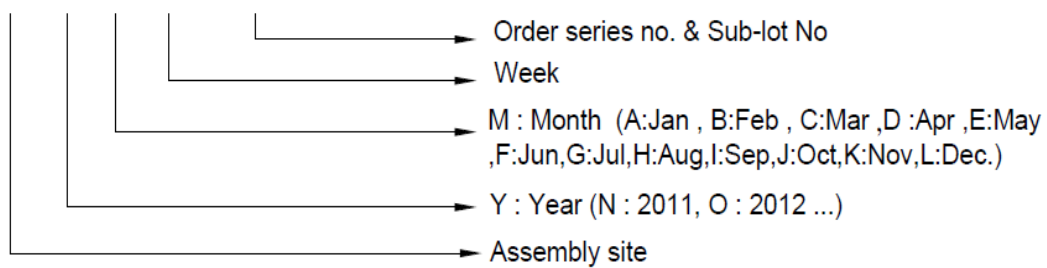 Order series no. & Sub-lot No
Week
M : Month (A:Jan , B:Feb , C:Mar ,D :Apr ,E:May
,F:Jun,G:Jul,H:Aug,I:Sep,J:Oct,K:Nov,L:Dec.)
Y : Year (N : 2011, O : 2012 ...)
Assembly site